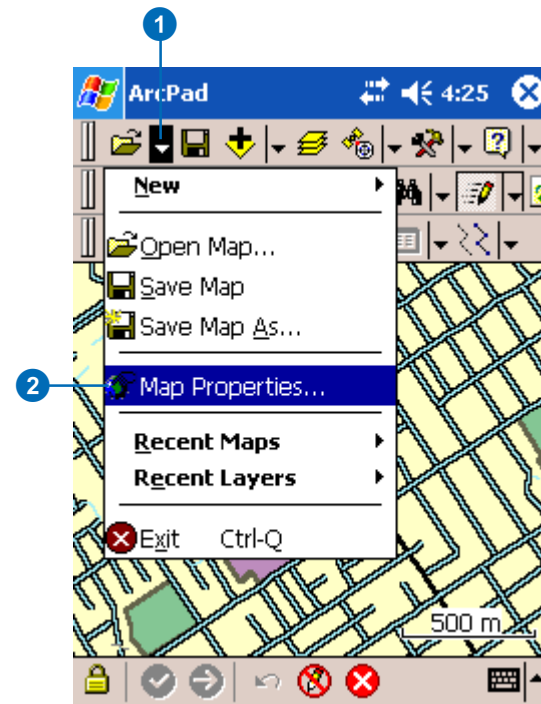 1
ArcPad 4:25
New
Open Map...
Save Map
Save Map As...
2
Map Properties...
Recent Maps
Recent Layers
Exit Ctrl-Q
500 m